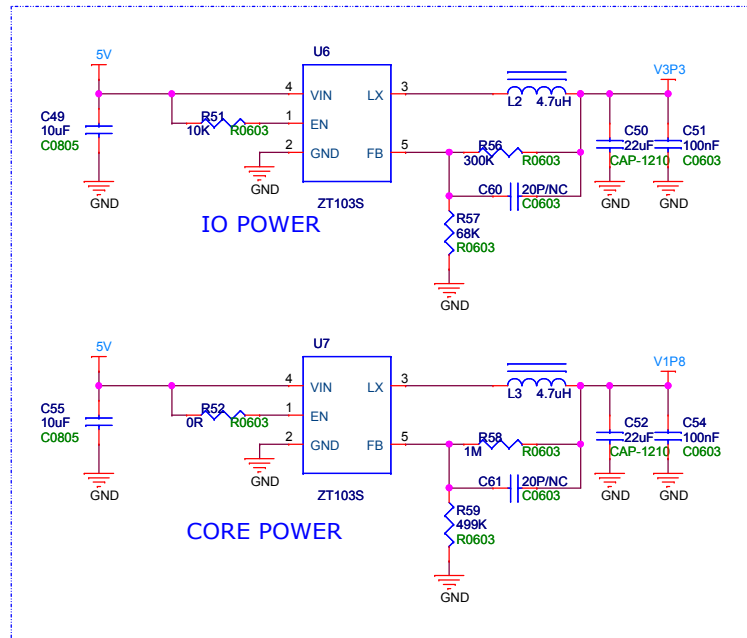 U6
5V
V3P3
4
VIN
LX
3
C49
10uF
C0805
R51
10K
R0603
1
EN
L2
4.7uH
C50
22uF
CAP-1210
C51
100nF
C0603
2
GND
FB
5
R56
300K
R0603
C60
20P/NC
C0603
GND
GND
GND
GND
ZT103S
R57
68K
R0603
IO POWER
GND
U7
5V
V1P8
4
VIN
LX
3
C55
10uF
C0805
R52
0R
R0603
1
EN
L3
4.7uH
C52
22uF
CAP-1210
C54
100nF
C0603
2
GND
FB
5
R58
1M
R0603
C61
20P/NC
C0603
GND
GND
GND
GND
ZT103S
R59
499K
R0603
CORE POWER
GND